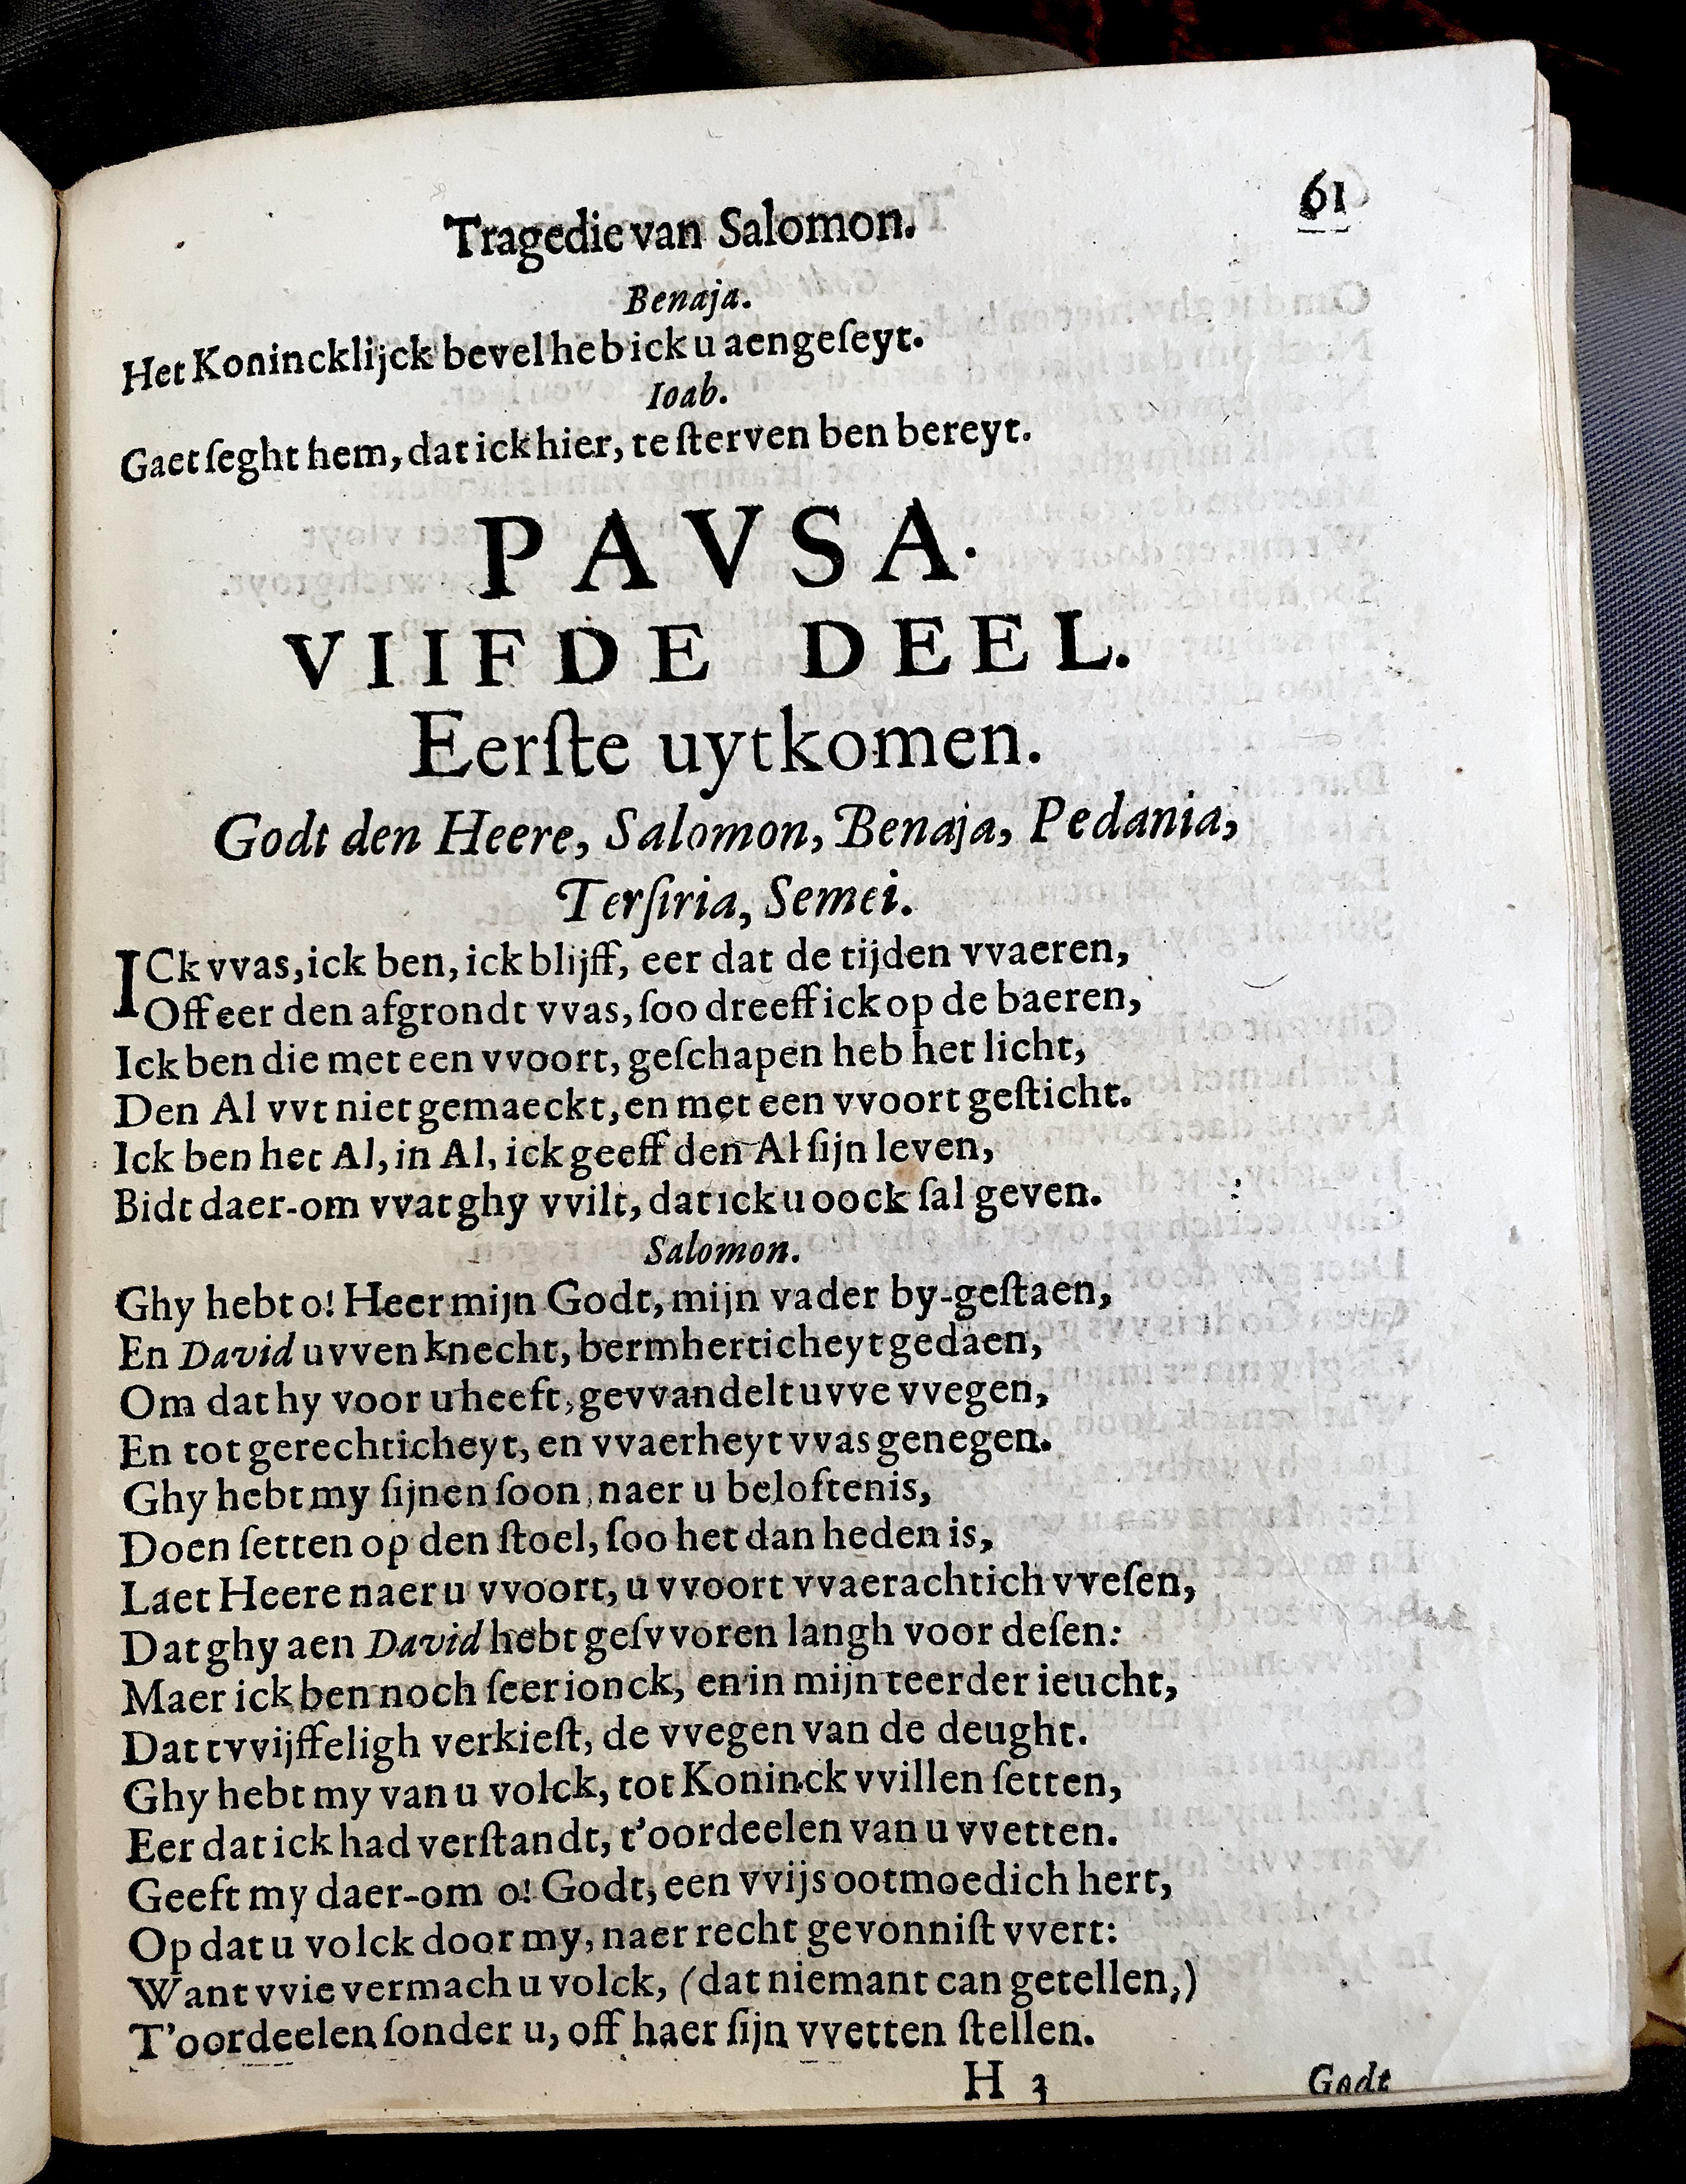 Tragedie van Salomon. 61
Benaja.
Het Konincklijck bevel heb ick u aengeſeyt.
Ioab.
Gaet ſeght hem, dat ick hier, te ſterven ben bereyt.
PAVSA.
VIIFDE DEEL.
Eerſte uytkomen.
Godt den Heere, Salomon, Benaja, Pedania,
Terſiria, Semei.
ICk vvas, ick ben, ick blijff, eer dat de tijden vvaeren,
Off eer den afgrondt vvas, ſoo dreeff ick op de baeren,
Ick ben die met een vvoort, geſchapen heb het licht,
Den Al vvt niet gemaeckt, en met een vvoort geſticht.
Ick ben het Al, in Al, ick geeff den Al ſijn leven,
Bidt daer-om vvat ghy vvilt, dat ick u oock ſal geven.
Salomon.
Ghy hebt o! Heer mijn Godt, mijn vader by-geſtaen,
En David uvven knecht, bermherticheyt gedaen,
Om dat hy voor u heeft, gevvandelt uvve vvegen,
En tot gerechticheyt, en vvaerheyt vvas genegen.
Ghy hebt my ſijnen ſoon, naer u beloftenis,
Doen ſetten op den ſtoel, ſoo het dan heden is,
Laet Heere naer u vvoort, u vvoort vvaerachtich vveſen,
Dat ghy aen David hebt geſvvoren langh voor deſen:
Maer ick ben noch ſeer ionck, en in mijn teerder ieucht,
Dat tvvijffeligh verkieſt, de vvegen van de deught.
Ghy hebt my van u volck, tot Koninck vvillen ſetten,
Eer dat ick had verſtandt, t'oordeelen van u vvetten.
Geeft my daer-om o! Godt, een vvijs ootmoedich hert,
Op dat u volck door my, naer recht gevonniſt vvert:
Want vvie vermach u volck, (dat niemant can getellen,)
T'oordeelen ſonder u, off haer ſijn vvetten ſtellen.
H 3 Godt